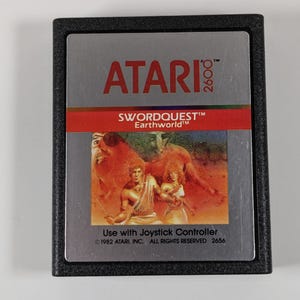 ATARI 2600™
SWORDQUEST™
Earthworld™
Use with Joystick Controller
© 1982 ATARI, INC. ALL RIGHTS RESERVED 2656